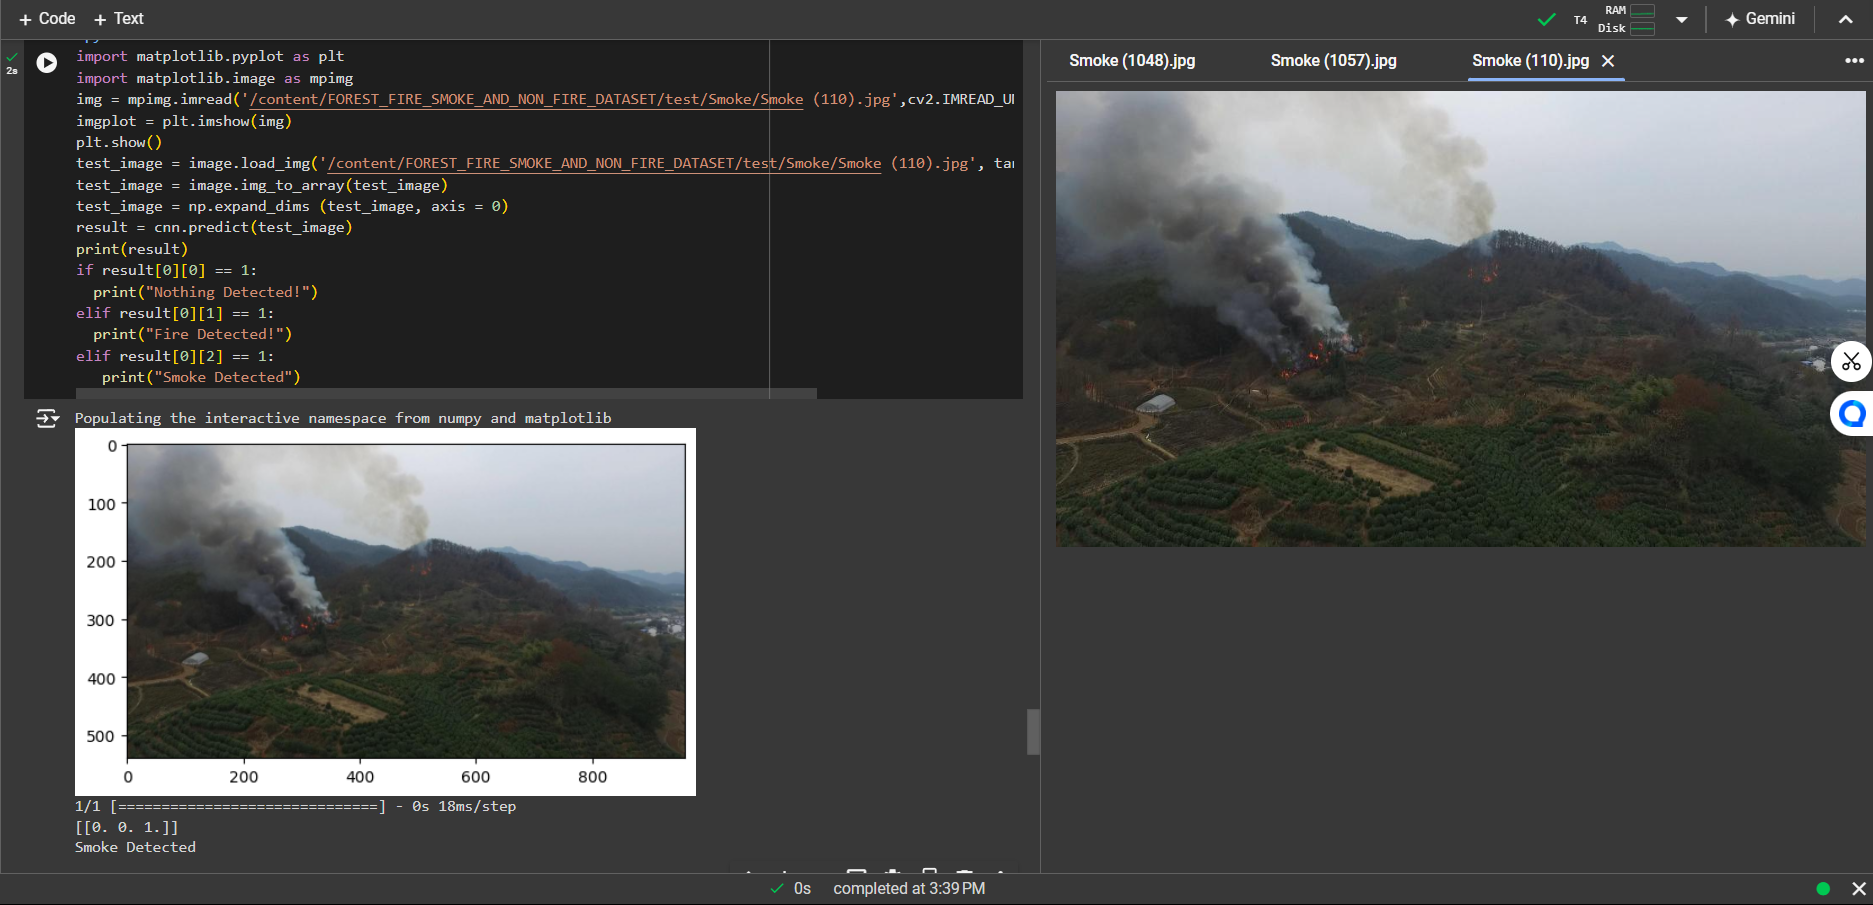 + Code + Text
T4
RAM
Disk
Gemini
2s
import matplotlib.pyplot as plt
import matplotlib.image as mpimg
img = mpimg.imread('/content/FOREST_FIRE_SMOKE_AND_NON_FIRE_DATASET/test/Smoke/Smoke (110).jpg',cv2.IMREAD_U
imgplot = plt.imshow(img)
plt.show()
test_image = image.load_img('/content/FOREST_FIRE_SMOKE_AND_NON_FIRE_DATASET/test/Smoke/Smoke (110).jpg', tar
test_image = image.img_to_array(test_image)
test_image = np.expand_dims (test_image, axis = 0)
result = cnn.predict(test_image)
print(result)
if result[0][0] == 1:
  print("Nothing Detected!")
elif result[0][1] == 1:
  print("Fire Detected!")
elif result[0][2] == 1:
   print("Smoke Detected")
Populating the interactive namespace from numpy and matplotlib
0
100
200
300
400
500
0 200 400 600 800
1/1 [==============================] - 0s 18ms/step
[[0. 0. 1.]]
Smoke Detected
Smoke (1048).jpg Smoke (1057).jpg Smoke (110).jpg
0s completed at 3:39 PM